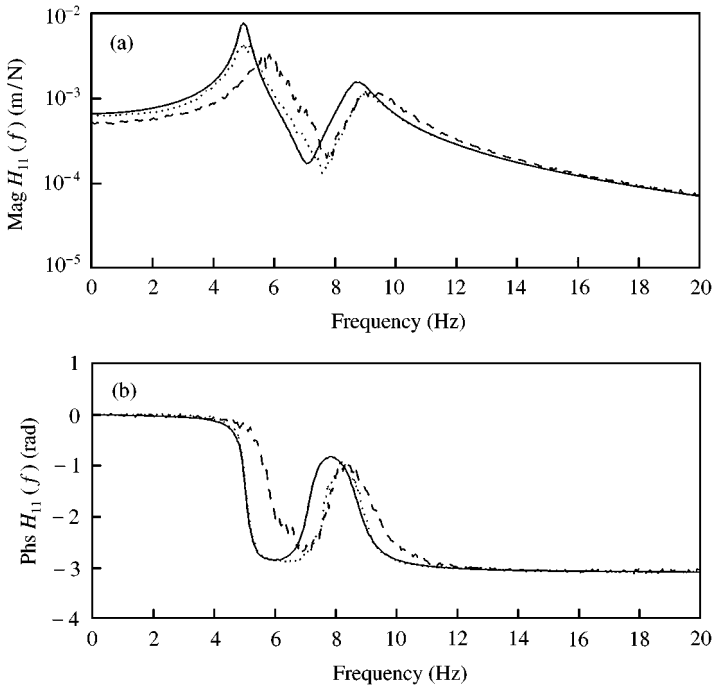 (a)
10⁻²
10⁻³
10⁻⁴
10⁻⁵
Mag H₁₁ (f) (m/N)
0 2 4 6 8 10 12 14 16 18 20
Frequency (Hz)
(b)
1
0
−1
−2
−3
−4
Phs H₁₁ (f) (rad)
0 2 4 6 8 10 12 14 16 18 20
Frequency (Hz)